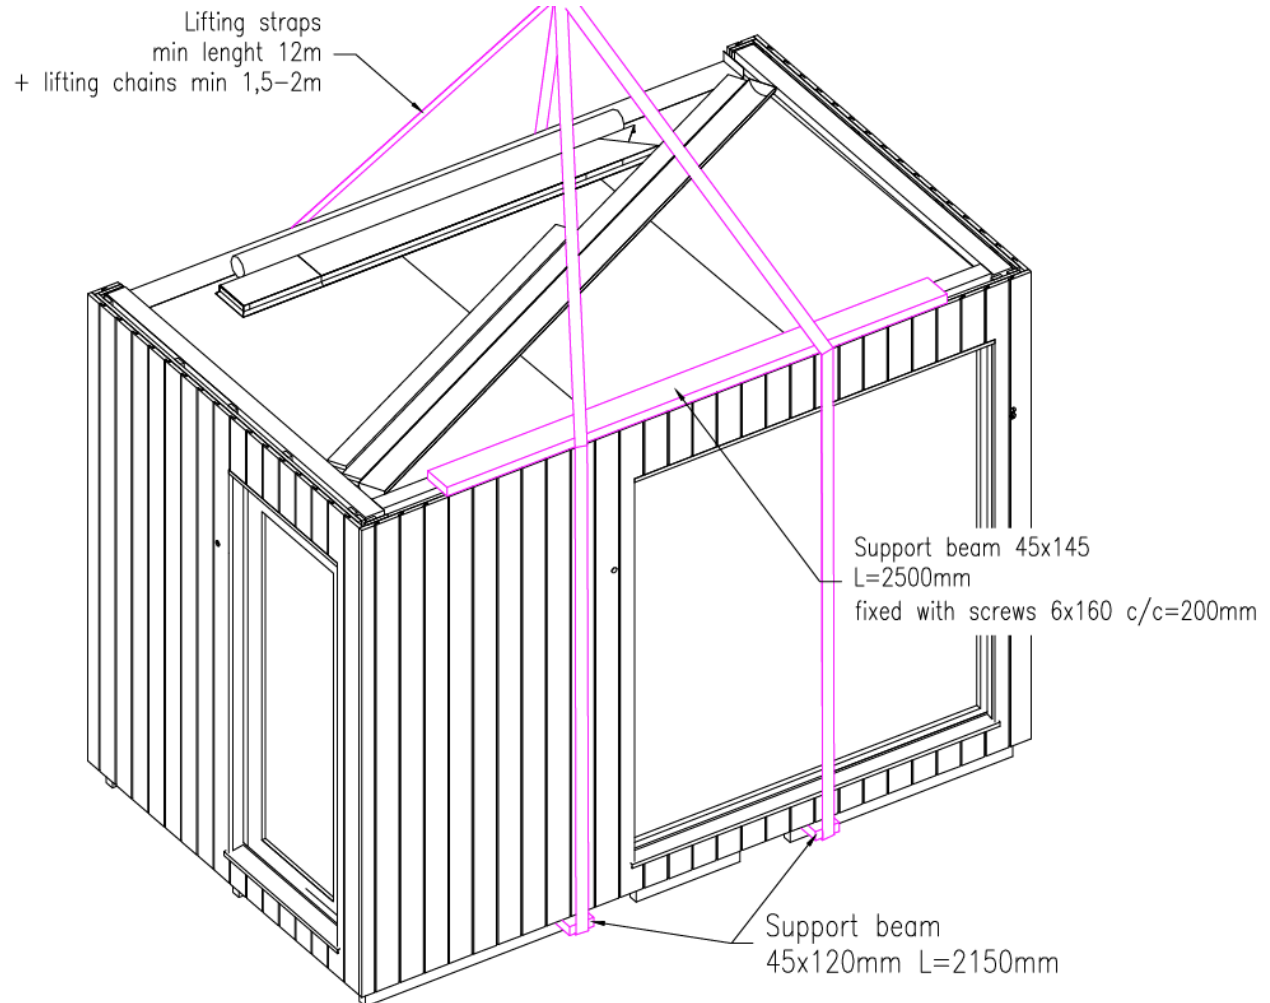 Lifting straps
min lenght 12m
+ lifting chains min 1,5-2m
Support beam 45x145
L=2500mm
fixed with screws 6x160 c/c=200mm
Support beam
45x120mm L=2150mm